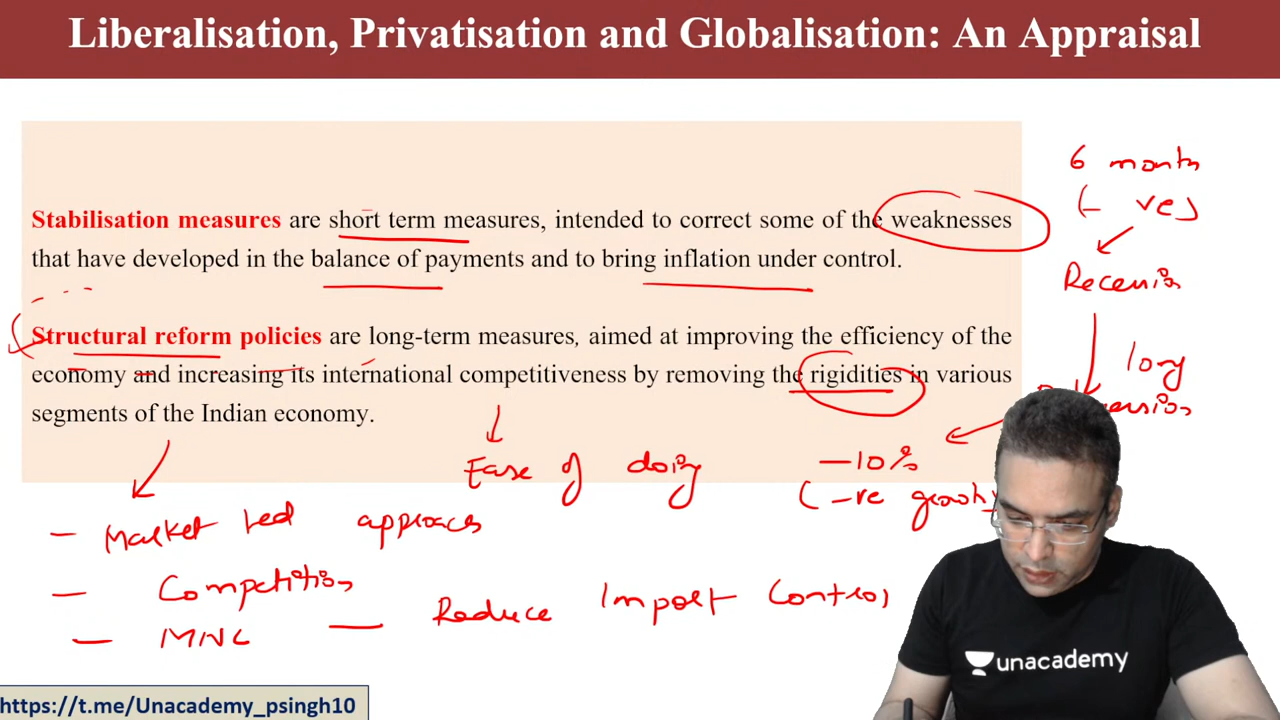 Liberalisation, Privatisation and Globalisation: An Appraisal
Stabilisation measures are short term measures, intended to correct some of the weaknesses
that have developed in the balance of payments and to bring inflation under control.
Structural reform policies are long-term measures, aimed at improving the efficiency of the
economy and increasing its international competitiveness by removing the rigidities in various
segments of the Indian economy.
6 months
(-ves)
long
Ease of doing
-10%
(-ve growth
- Market led
- Competition
- MNC
- Reduce Import Control
unacademy
https://t.me/Unacademy_psingh10